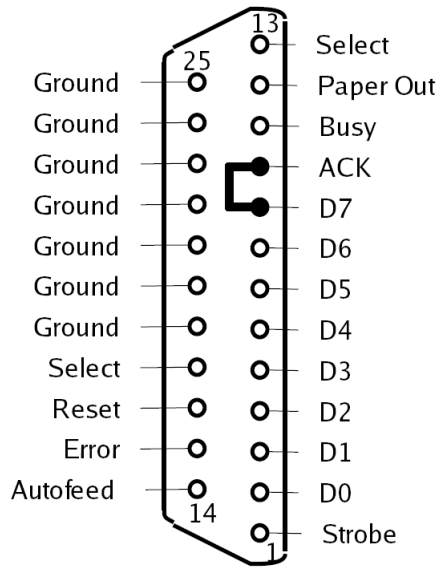 13
Select
25
Ground
Paper Out
Ground
Busy
Ground
ACK
Ground
D7
Ground
D6
Ground
D5
Ground
D4
Select
D3
Reset
D2
Error
D1
Autofeed
D0
14
Strobe
1